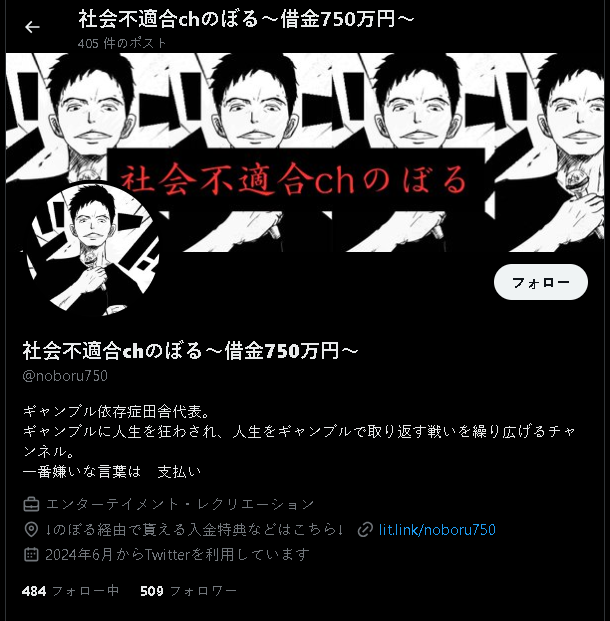 社会不適合chのぼる～借金750万円～
405 件のポスト
社会不適合chのぼる
フォロー
社会不適合chのぼる～借金750万円～
@noboru750
ギャンブル依存症田舎代表。
ギャンブルに人生を狂わされ、人生をギャンブルで取り返す戦いを繰り広げるチャ
ンネル。
一番嫌いな言葉は　支払い
エンターテイメント・レクリエーション
↓のぼる経由で貰える入金特典などはこちら↓ lit.link/noboru750
2024年6月からTwitterを利用しています
484 フォロー中 509 フォロワー